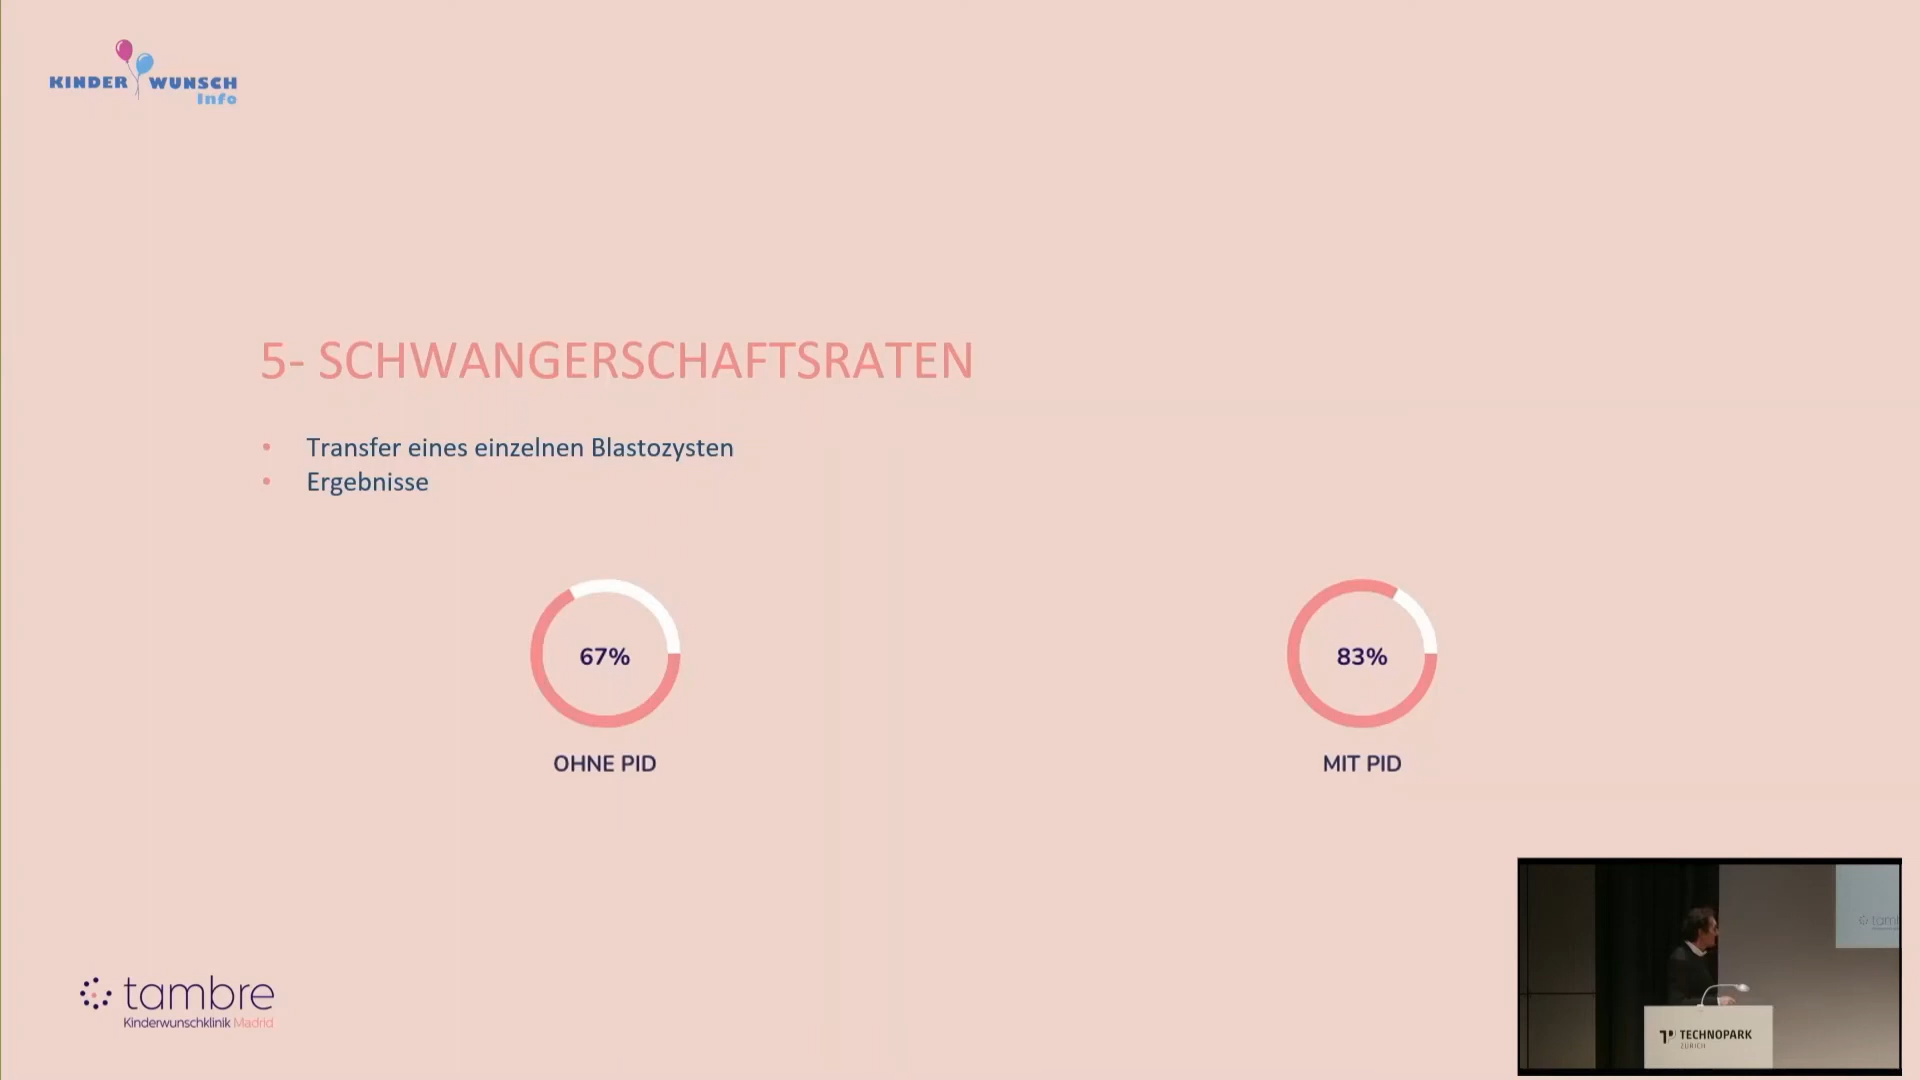 KINDER WUNSCH
Info
5- SCHWANGERSCHAFTSRATEN
• Transfer eines einzelnen Blastozysten
• Ergebnisse
67%
83%
OHNE PID
MIT PID
tambre
Kinderwunschklinik Madrid
TECHNOPARK
ZÜRICH